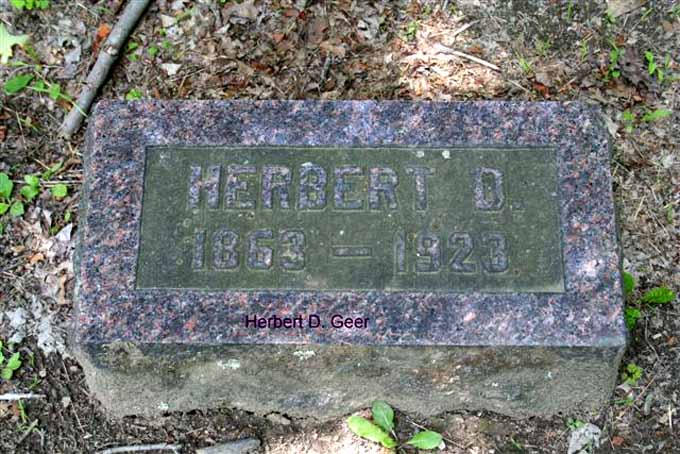 HERBERT D.
1863 — 1923
Herbert D. Geer